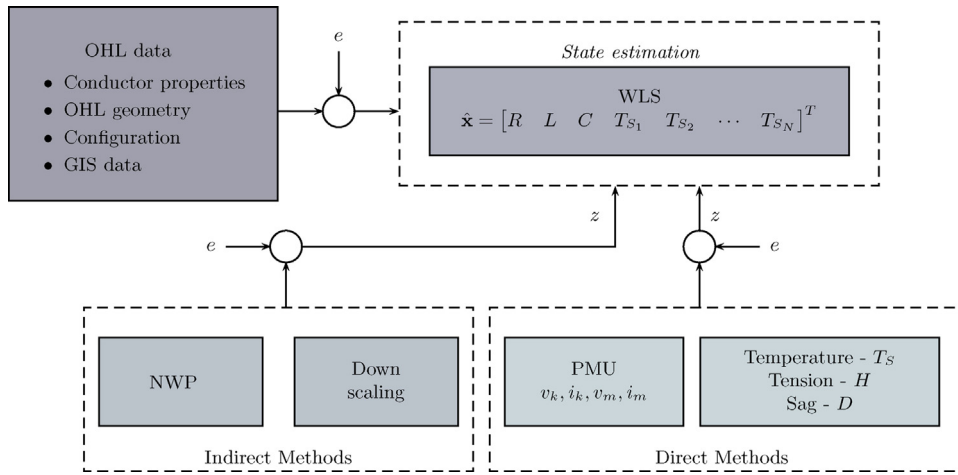 OHL data
• Conductor properties
• OHL geometry
• Configuration
• GIS data
e
State estimation
WLS
x̂ = [R L C T_{S_1} T_{S_2} ⋯ T_{S_N}]^T
z
z
e
e
NWP
Down
scaling
Indirect Methods
PMU
v_k, i_k, v_m, i_m
Temperature - T_S
Tension - H
Sag - D
Direct Methods